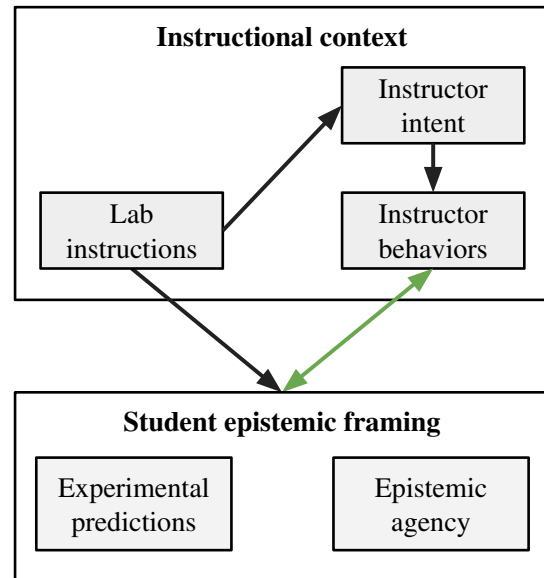 Instructional context
Instructor
intent
Lab
instructions
Instructor
behaviors
Student epistemic framing
Experimental
predictions
Epistemic
agency